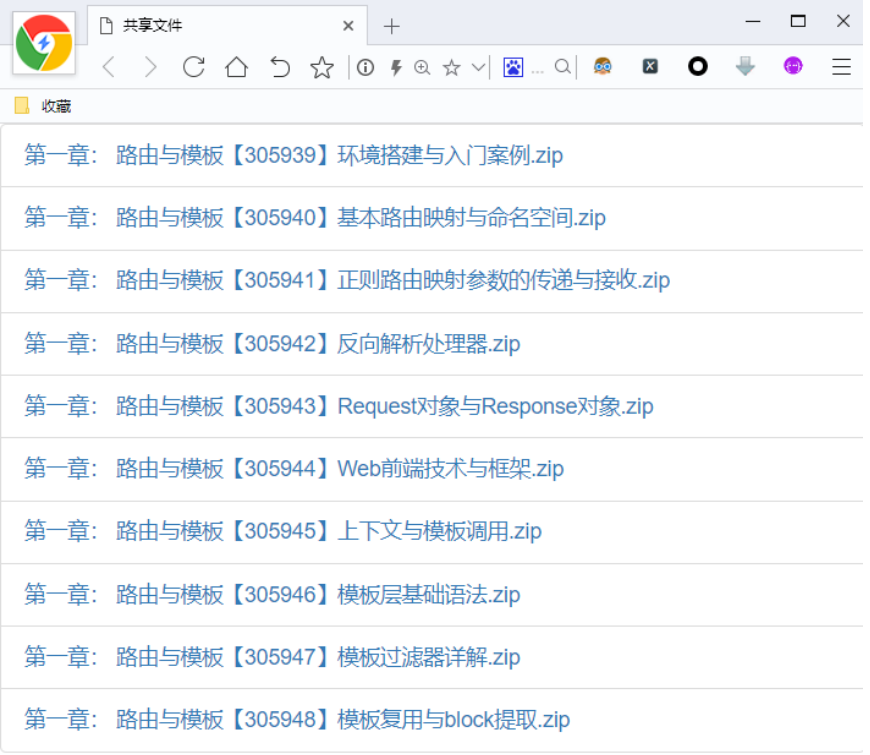 共享文件
...
收藏
第一章： 路由与模板【305939】环境搭建与入门案例.zip
第一章： 路由与模板【305940】基本路由映射与命名空间.zip
第一章： 路由与模板【305941】正则路由映射参数的传递与接收.zip
第一章： 路由与模板【305942】反向解析处理器.zip
第一章： 路由与模板【305943】Request对象与Response对象.zip
第一章： 路由与模板【305944】Web前端技术与框架.zip
第一章： 路由与模板【305945】上下文与模板调用.zip
第一章： 路由与模板【305946】模板层基础语法.zip
第一章： 路由与模板【305947】模板过滤器详解.zip
第一章： 路由与模板【305948】模板复用与block提取.zip